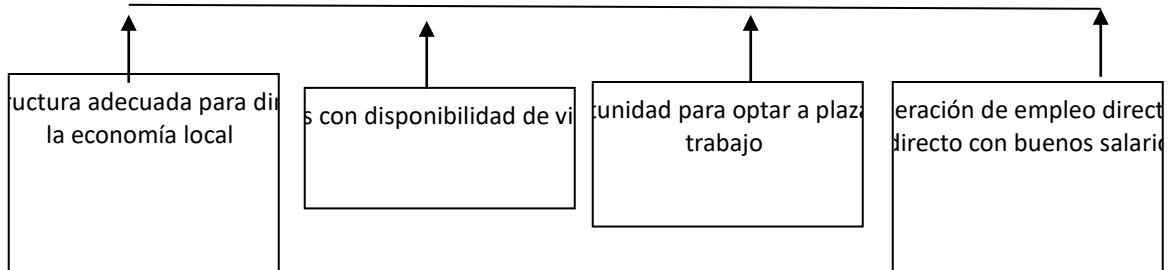 ructura adecuada para di
la economía local
s con disponibilidad de vi
tunidad para optar a plaz
trabajo
eración de empleo direct
directo con buenos salari